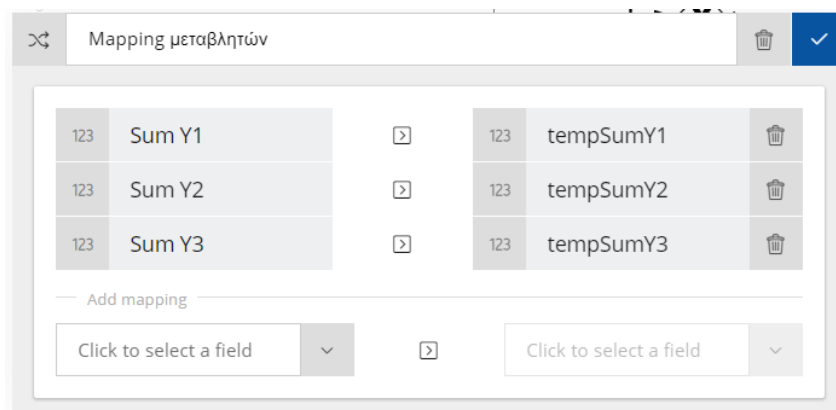 Mapping μεταβλητών
123 Sum Y1 123 tempSumY1
123 Sum Y2 123 tempSumY2
123 Sum Y3 123 tempSumY3
Add mapping
Click to select a field Click to select a field